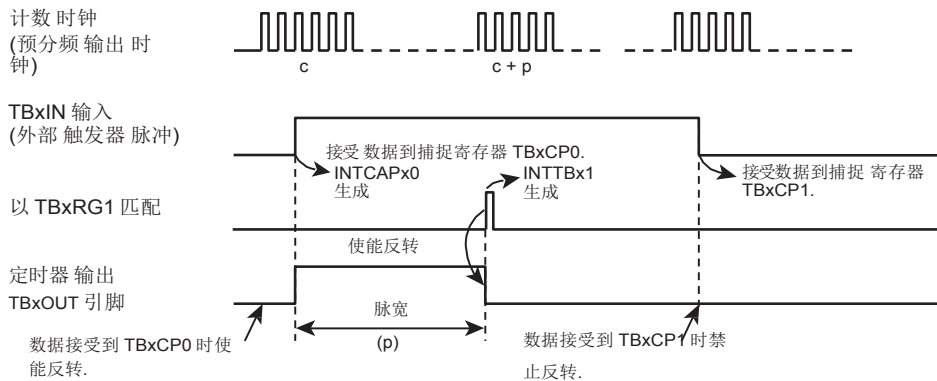 计数 时钟
(预分频 输出 时
钟)
c
c + p
TBxIN 输入
(外部 触发器 脉冲)
接受 数据到捕捉寄存器 TBxCP0.
INTCAPx0
生成
INTTBx1
生成
接受数据到捕捉 寄存器
TBxCP1.
以 TBxRG1 匹配
使能反转
定时器 输出
TBxOUT 引脚
脉宽
(p)
数据接受到 TBxCP0 时使
能反转.
数据接受到 TBxCP1 时禁
止反转.